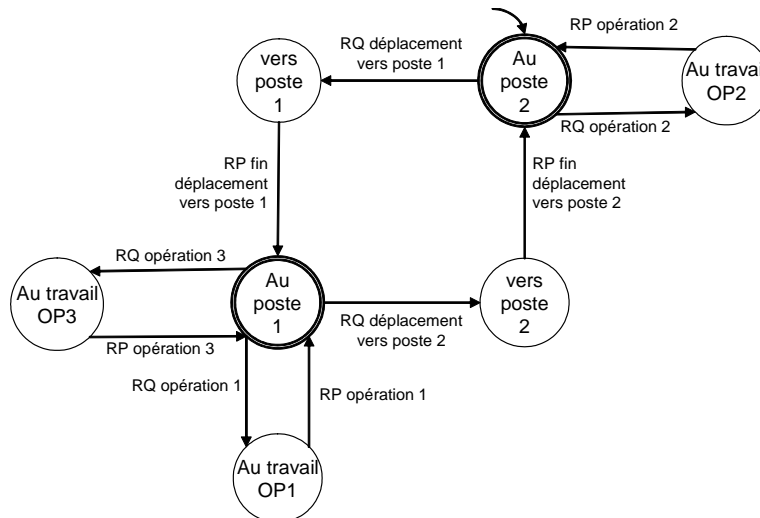 RP opération 2
RQ déplacement
vers poste 1
vers
poste
1
Au
poste
2
Au travail
OP2
RQ opération 2
RP fin
déplacement
vers poste 1
RP fin
déplacement
vers poste 2
RQ opération 3
Au travail
OP3
Au
poste
1
vers
poste
2
RQ déplacement
vers poste 2
RP opération 3
RQ opération 1
RP opération 1
Au travail
OP1